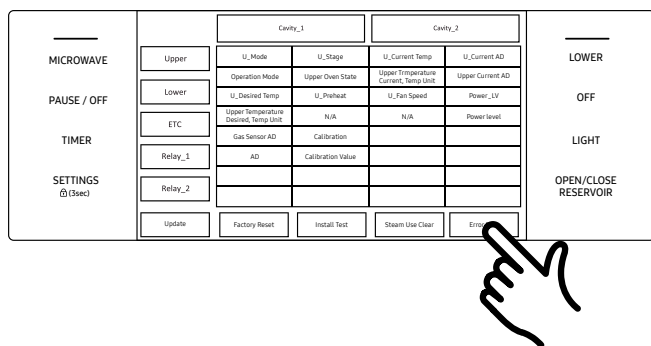 Cavity_1 Cavity_2
MICROWAVE
PAUSE / OFF
TIMER
SETTINGS
(3sec)
Upper
Lower
ETC
Relay_1
Relay_2
Update
U_Mode U_Stage U_Current Temp U_Current AD
Operation Mode Upper Oven State Upper Trmperature Upper Current AD
Current, Temp Unit
U_Desired Temp U_Preheat U_Fan Speed Power_LV
Upper Temperature N/A N/A Power level
Desired, Temp Unit
Gas Sensor AD Calibration
AD Calibration Value
Factory Reset Install Test Steam Use Clear Error
LOWER
OFF
LIGHT
OPEN/CLOSE
RESERVOIR